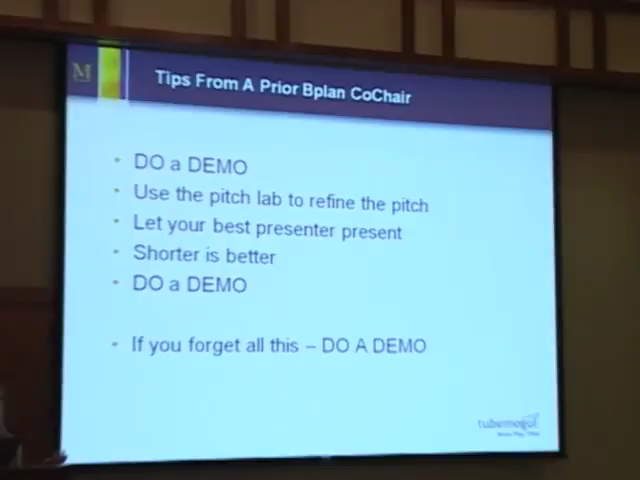 M
Tips From A Prior Bplan CoChair
• DO a DEMO
• Use the pitch lab to refine the pitch
• Let your best presenter present
• Shorter is better
• DO a DEMO
• If you forget all this – DO A DEMO
tubemogul